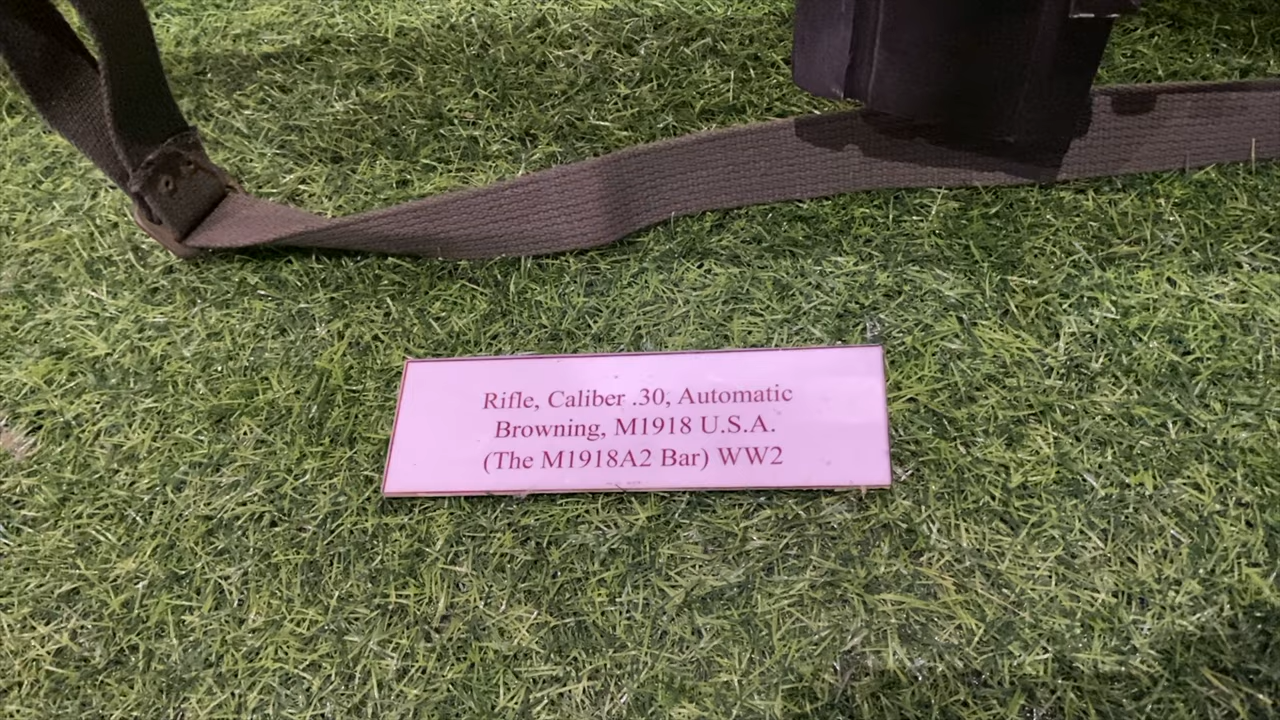 Rifle, Caliber .30, Automatic
Browning, M1918 U.S.A.
(The M1918A2 Bar) WW2